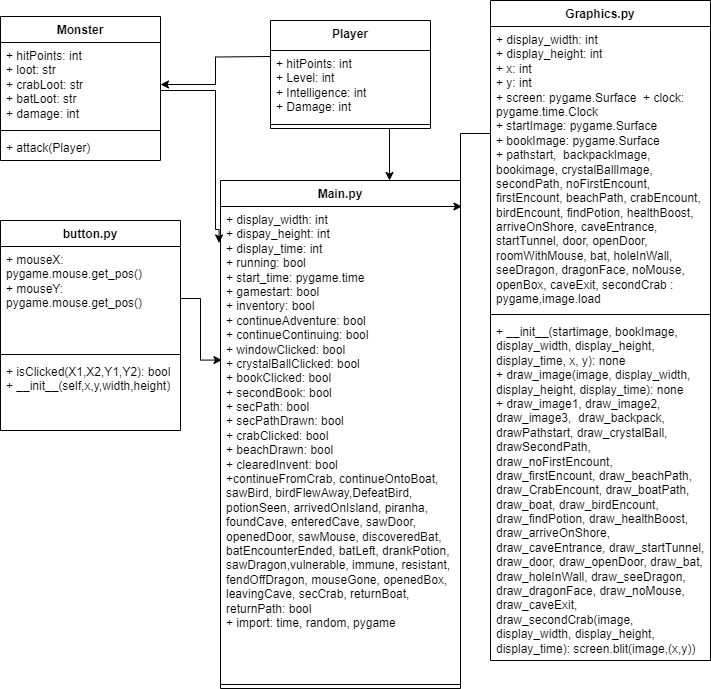 Monster
+ hitPoints: int
+ loot: str
+ crabLoot: str
+ batLoot: str
+ damage: int
+ attack(Player)
Player
+ hitPoints: int
+ Level: int
+ Intelligence: int
+ Damage: int
Graphics.py
+ display_width: int
+ display_height: int
+ x: int
+ y: int
+ screen: pygame.Surface + clock:
pygame.time.Clock
+ startImage: pygame.Surface
+ bookImage: pygame.Surface
+ pathstart, backpackImage,
bookimage, crystalBallImage,
secondPath, noFirstEncount,
firstEncount, beachPath, crabEncount,
birdEncount, findPotion, healthBoost,
arriveOnShore, caveEntrance,
startTunnel, door, openDoor,
roomWithMouse, bat, holeInWall,
seeDragon, dragonFace, noMouse,
openBox, caveExit, secondCrab :
pygame,image.load
+ __init__(startimage, bookImage,
display_width, display_height,
display_time, x, y): none
+ draw_image(image, display_width,
display_height, display_time): none
+ draw_image1, draw_image2,
draw_image3, draw_backpack,
drawPathstart, draw_crystalBall,
drawSecondPath,
draw_noFirstEncount,
draw_firstEncount, draw_beachPath,
draw_CrabEncount, draw_boatPath,
draw_boat, draw_birdEncount,
draw_findPotion, draw_healthBoost,
draw_arriveOnShore,
draw_caveEntrance, draw_startTunnel,
draw_door, draw_openDoor, draw_bat,
draw_holeInWall, draw_seeDragon,
draw_dragonFace, draw_noMouse,
draw_caveExit,
draw_secondCrab(image,
display_width, display_height,
display_time): screen.blit(image,(x,y))
button.py
+ mouseX:
pygame.mouse.get_pos()
+ mouseY:
pygame.mouse.get_pos()
+ isClicked(X1,X2,Y1,Y2): bool
+ __init__(self,x,y,width,height)
Main.py
+ display_width: int
+ dispay_height: int
+ display_time: int
+ running: bool
+ start_time: pygame.time
+ gamestart: bool
+ inventory: bool
+ continueAdventure: bool
+ continueContinuing: bool
+ windowClicked: bool
+ crystalBallClicked: bool
+ bookClicked: bool
+ secondBook: bool
+ secPath: bool
+ secPathDrawn: bool
+ crabClicked: bool
+ beachDrawn: bool
+ clearedInvent: bool
+continueFromCrab, continueOntoBoat,
sawBird, birdFlewAway,DefeatBird,
potionSeen, arrivedOnIsland, piranha,
foundCave, enteredCave, sawDoor,
openedDoor, sawMouse, discoveredBat,
batEncounterEnded, batLeft, drankPotion,
sawDragon,vulnerable, immune, resistant,
fendOffDragon, mouseGone, openedBox,
leavingCave, secCrab, returnBoat,
returnPath: bool
+ import: time, random, pygame